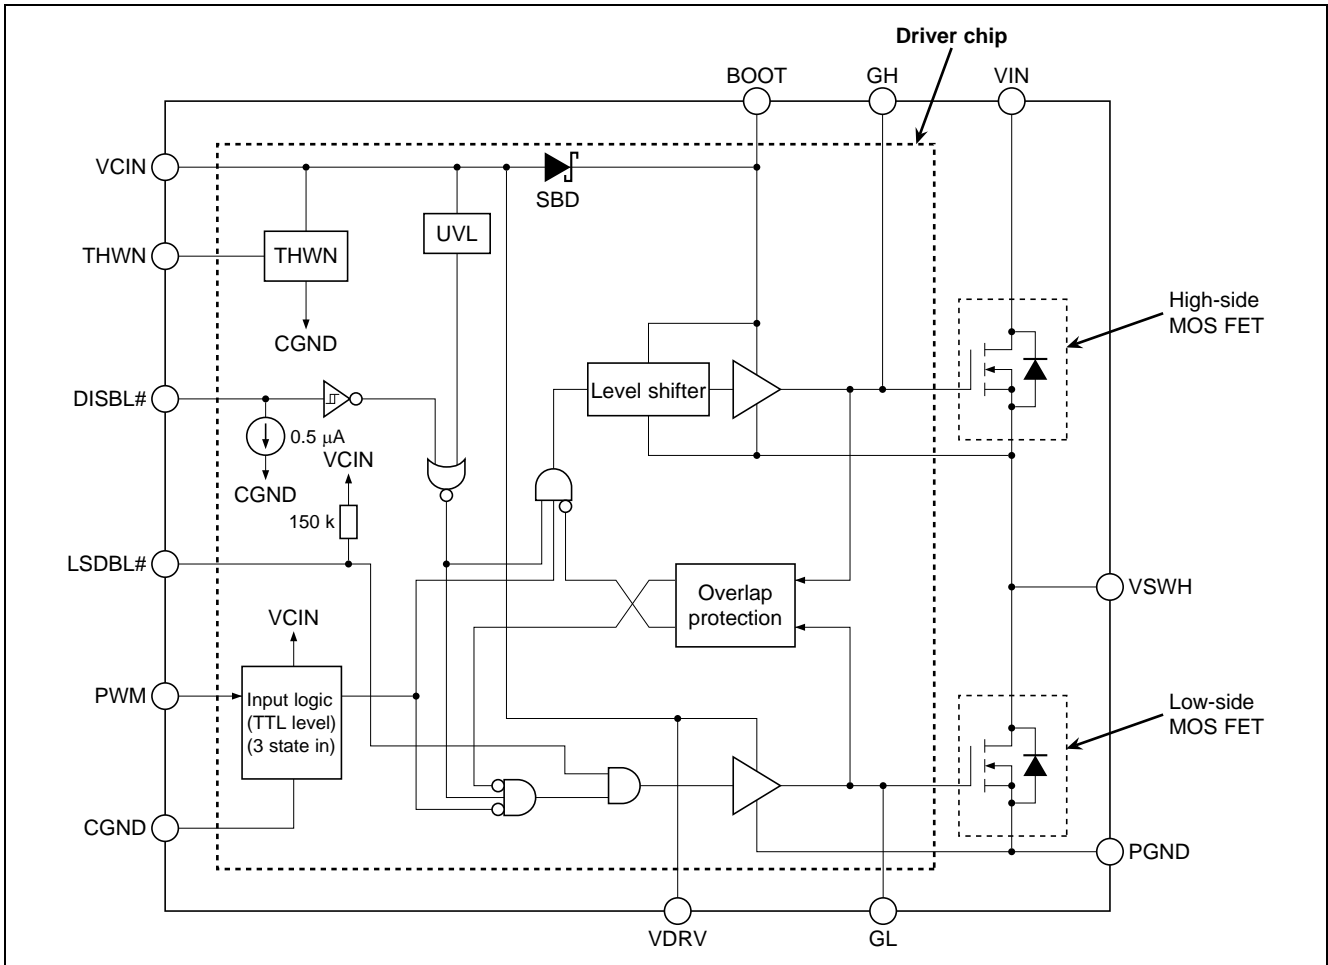 Driver chip
BOOT
GH
VIN
VCIN
SBD
UVL
THWN
THWN
CGND
High-side
MOS FET
Level shifter
DISBL#
0.5 μA
VCIN
CGND
150 k
LSDBL#
Overlap
protection
VSWH
VCIN
PWM
Input logic
(TTL level)
(3 state in)
Low-side
MOS FET
CGND
PGND
VDRV
GL